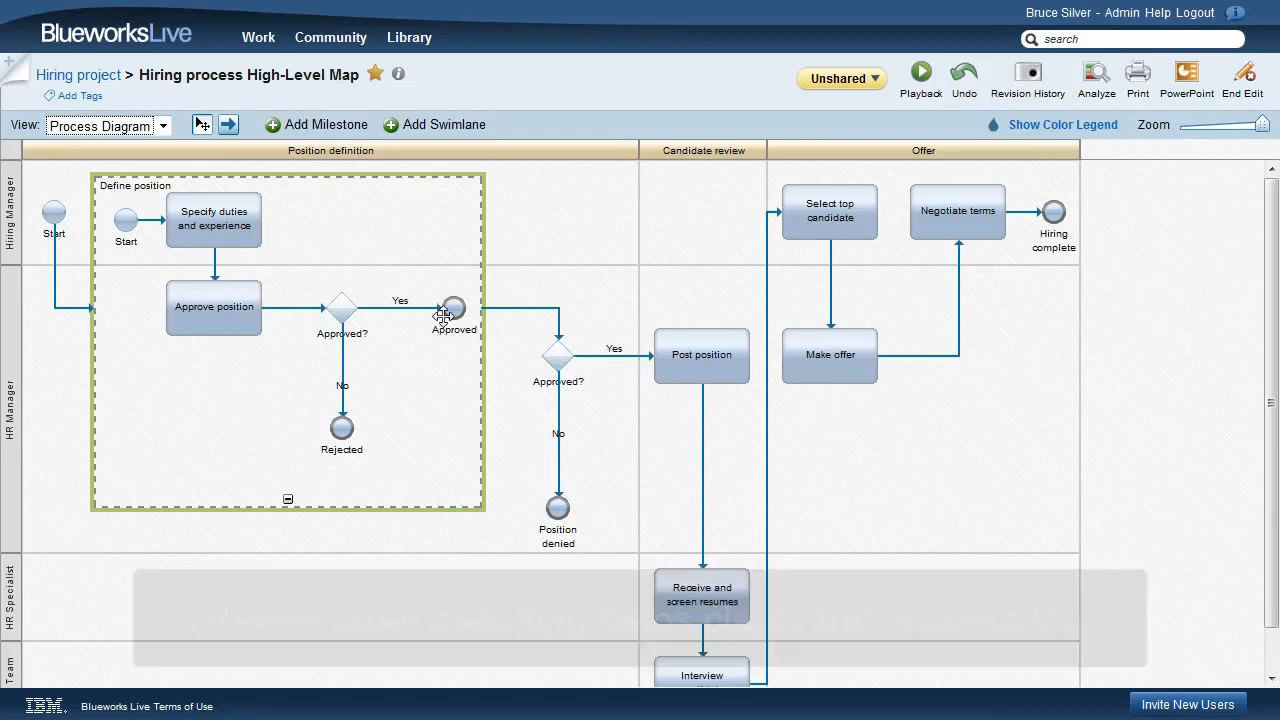 Bruce Silver - Admin Help Logout
BlueworksLive
Work Community Library
search
Hiring project > Hiring process High-Level Map
Unshared
Playback Undo Revision History Analyze Print PowerPoint End Edit
Add Tags
View: Process Diagram
Add Milestone Add Swimlane
Show Color Legend Zoom
Position definition Candidate review Offer
Hiring Manager
HR Manager
HR Specialist
Team
Start
Define position
Start
Specify duties
and experience
Approve position
Approved?
Yes
Approved
No
Rejected
Approved?
Yes
No
Position
denied
Post position
Receive and
screen resumes
Interview
Select top
candidate
Make offer
Negotiate terms
Hiring
complete
IBM. Blueworks Live Terms of Use
Invite New Users